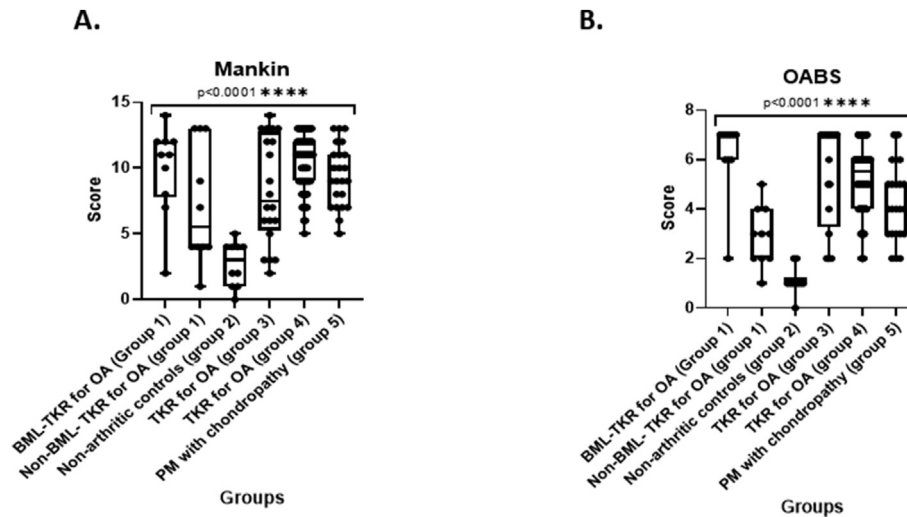 A.
Mankin
p<0.0001 ****
15
10
5
0
Score
BML-TKR for OA (Group 1)
Non-BML- TKR for OA (group 1)
Non-arthritic controls (group 2)
TKR for OA (group 3)
TKR for OA (group 4)
PM with chondropathy (group 5)
Groups
B.
OABS
p<0.0001 ****
8
6
4
2
0
Score
BML-TKR for OA (Group 1)
Non-BML- TKR for OA (group 1)
Non-arthritic controls (group 2)
TKR for OA (group 3)
TKR for OA (group 4)
PM with chondropathy (group 5)
Groups